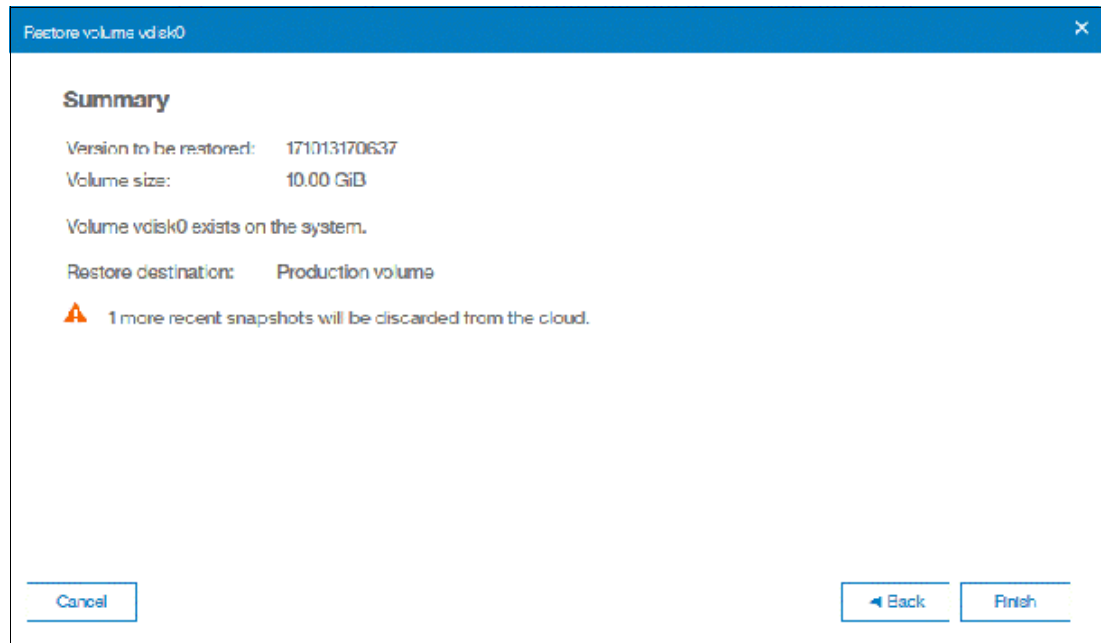 Restore volume vdisk0
Summary
Version to be restored: 171013170637
Volume size: 10.00 GiB
Volume vdisk0 exists on the system.
Restore destination: Production volume
1 more recent snapshots will be discarded from the cloud.
Cancel
Back
Finish